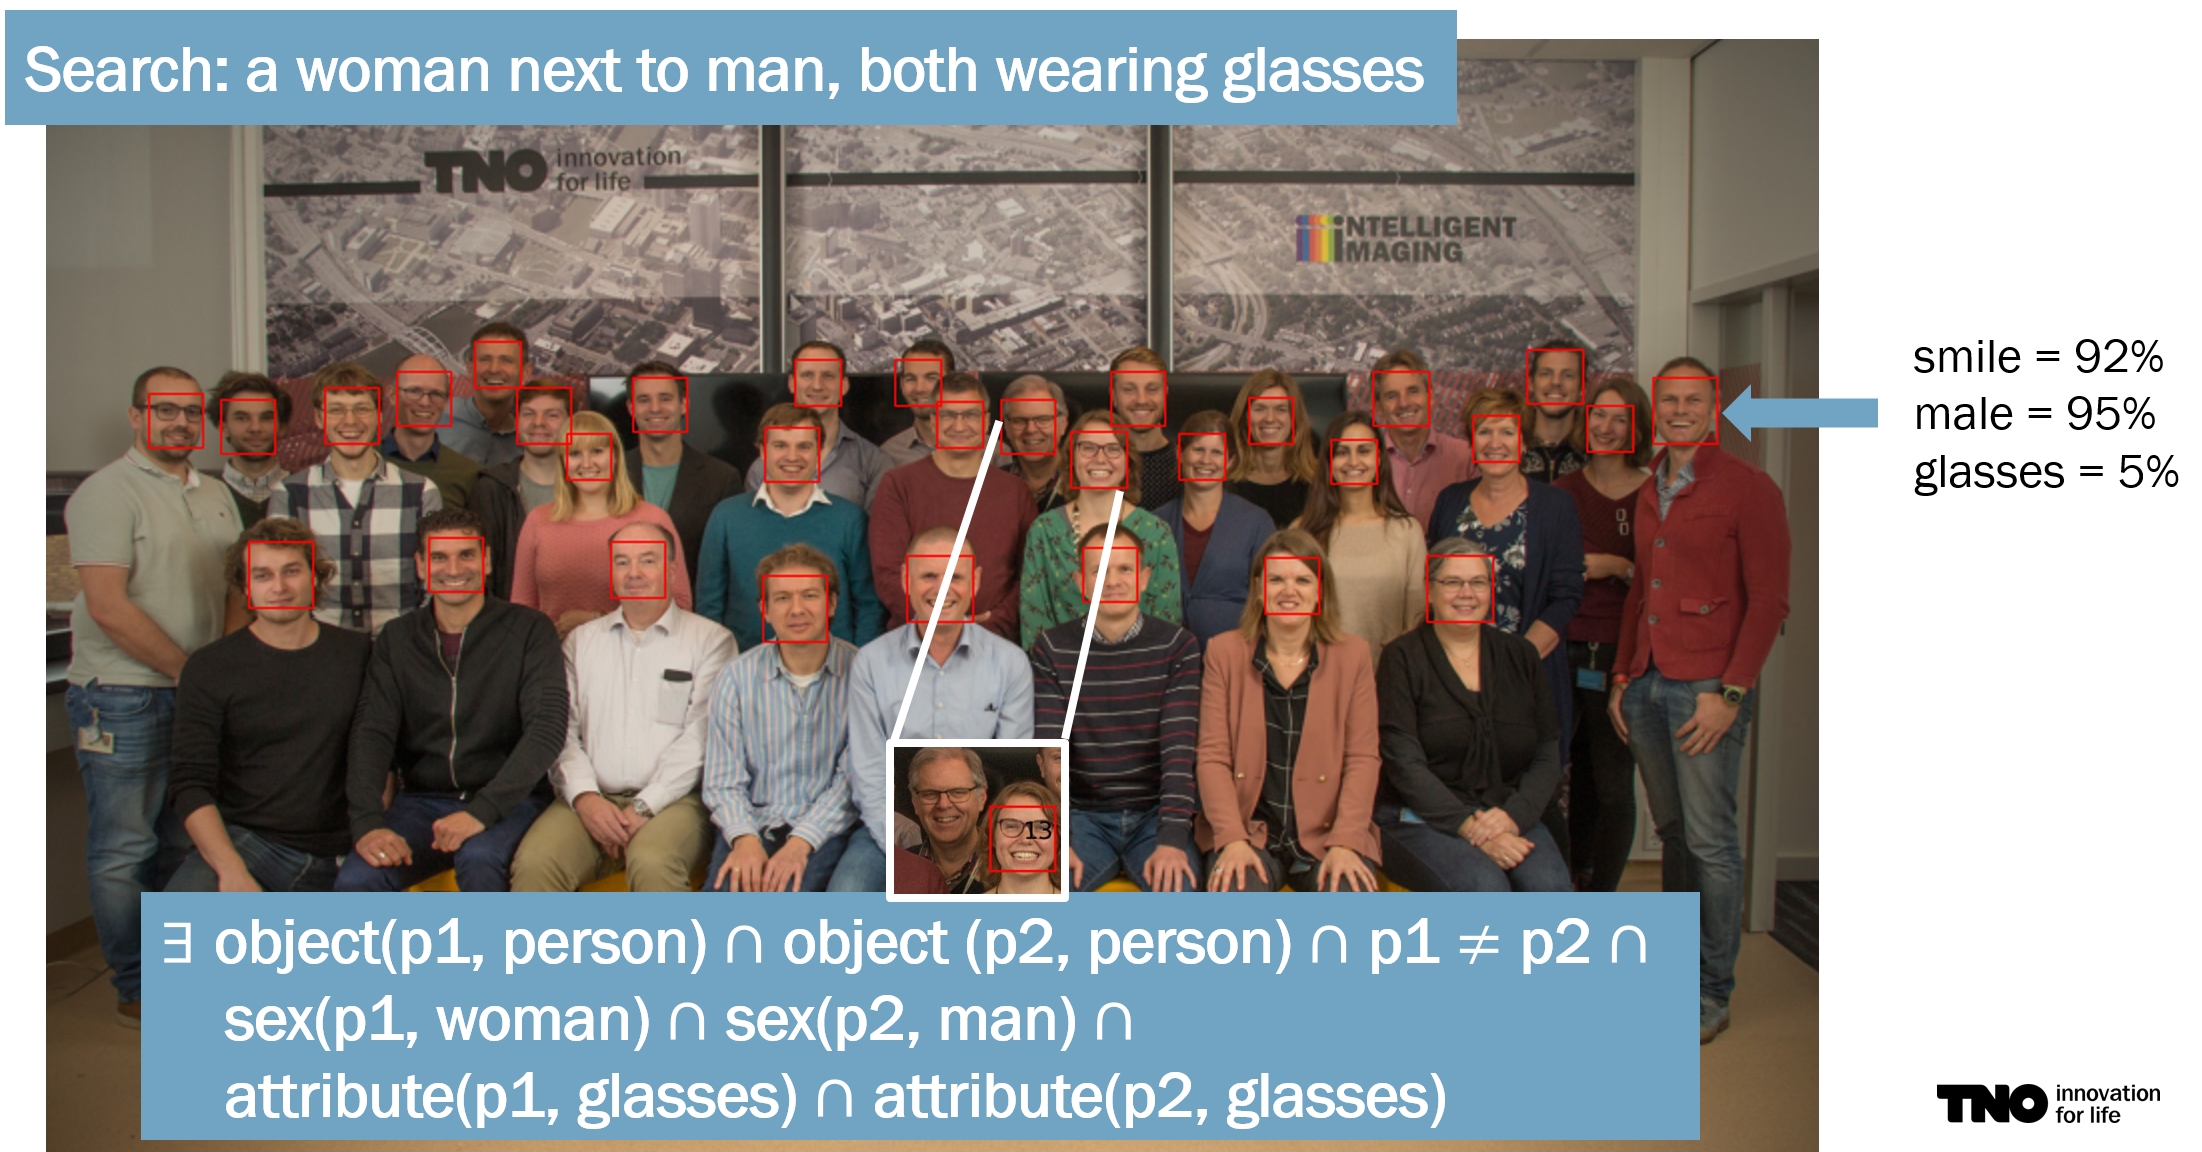 Search: a woman next to man, both wearing glasses
TNO innovation
for life
iNTELLIGENT
iMAGING
smile = 92%
male = 95%
glasses = 5%
13
∃ object(p1, person) ∩ object (p2, person) ∩ p1 ≠ p2 ∩
sex(p1, woman) ∩ sex(p2, man) ∩
attribute(p1, glasses) ∩ attribute(p2, glasses)
TNO innovation
for life